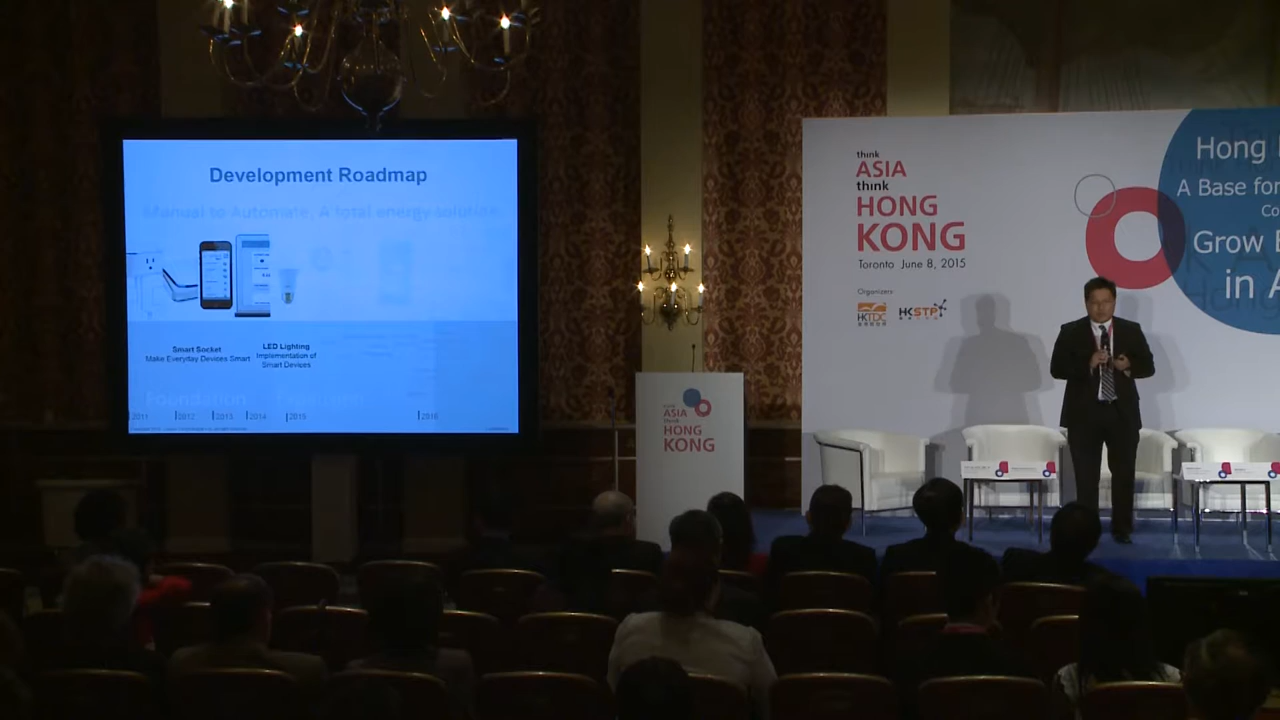 Development Roadmap
Manual to Automate, A total energy solution
Smart Socket
Make Everyday Devices Smart
LED Lighting
Implementation of
Smart Devices
Foundation
2011
2012
2013
2014
2015
2016
think
ASIA
think
HONG
KONG
Toronto June 8, 2015
Organizers
HKTDC
HKSTP
Hong
A Base for
Co
Grow
in A
ASIA
think
HONG
KONG